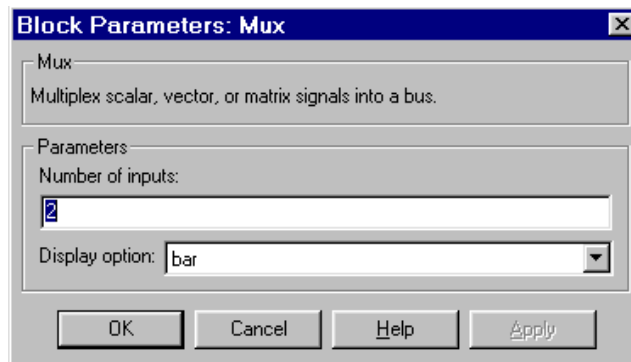 Block Parameters: Mux
Mux
Multiplex scalar, vector, or matrix signals into a bus.
Parameters
Number of inputs:
2
Display option: bar
OK Cancel Help Apply